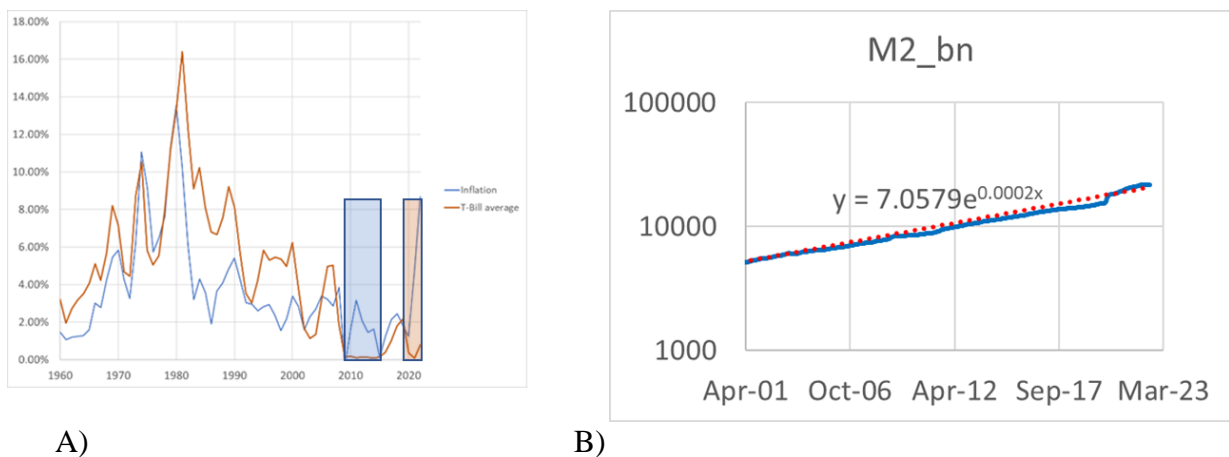 18.00%
16.00%
14.00%
12.00%
10.00%
8.00%
6.00%
4.00%
2.00%
0.00%
1960 1970 1980 1990 2000 2010 2020
Inflation
T-Bill average
A)
M2_bn
100000
10000
1000
y = 7.0579e^0.0002x
Apr-01 Oct-06 Apr-12 Sep-17 Mar-23
B)